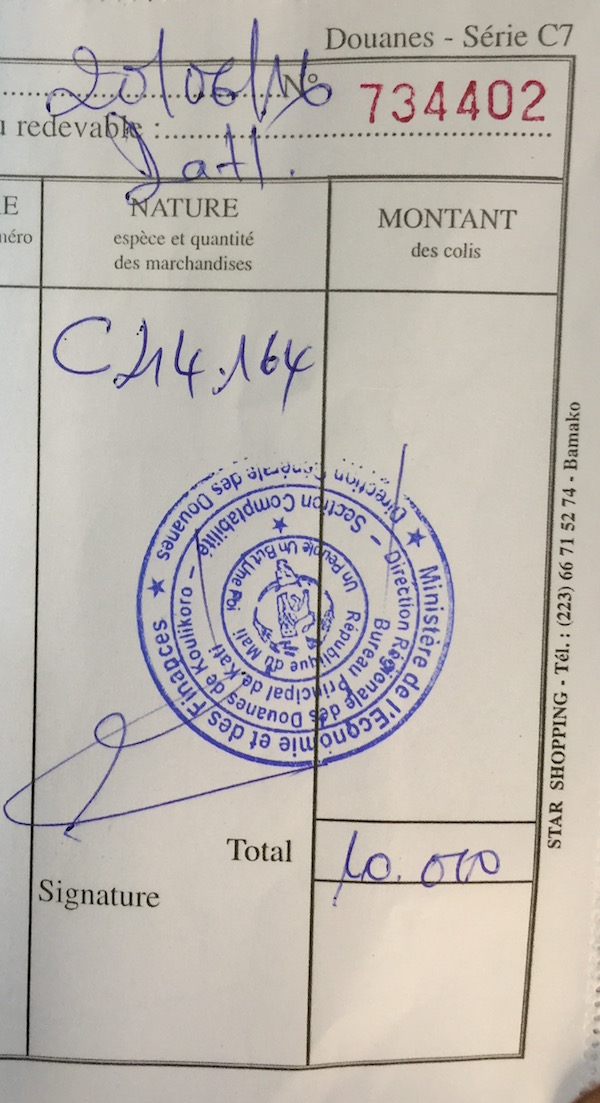 Douanes - Série C7
20/06/16 N° 734402
u redevable :
E
néro
NATURE
espèce et quantité
des marchandises
MONTANT
des colis
C214.164
Ministère de l'Economie et des Finances
Direction Générale des Douanes
Direction Régionale des Douanes de Koulikoro - Section Comptabilité -
Bureau Principal de Kati
République du Mali
Un Peuple Un But Une Foi
Total
10.000
Signature
STAR SHOPPING - Tél. : (223) 66 71 52 74 - Bamako